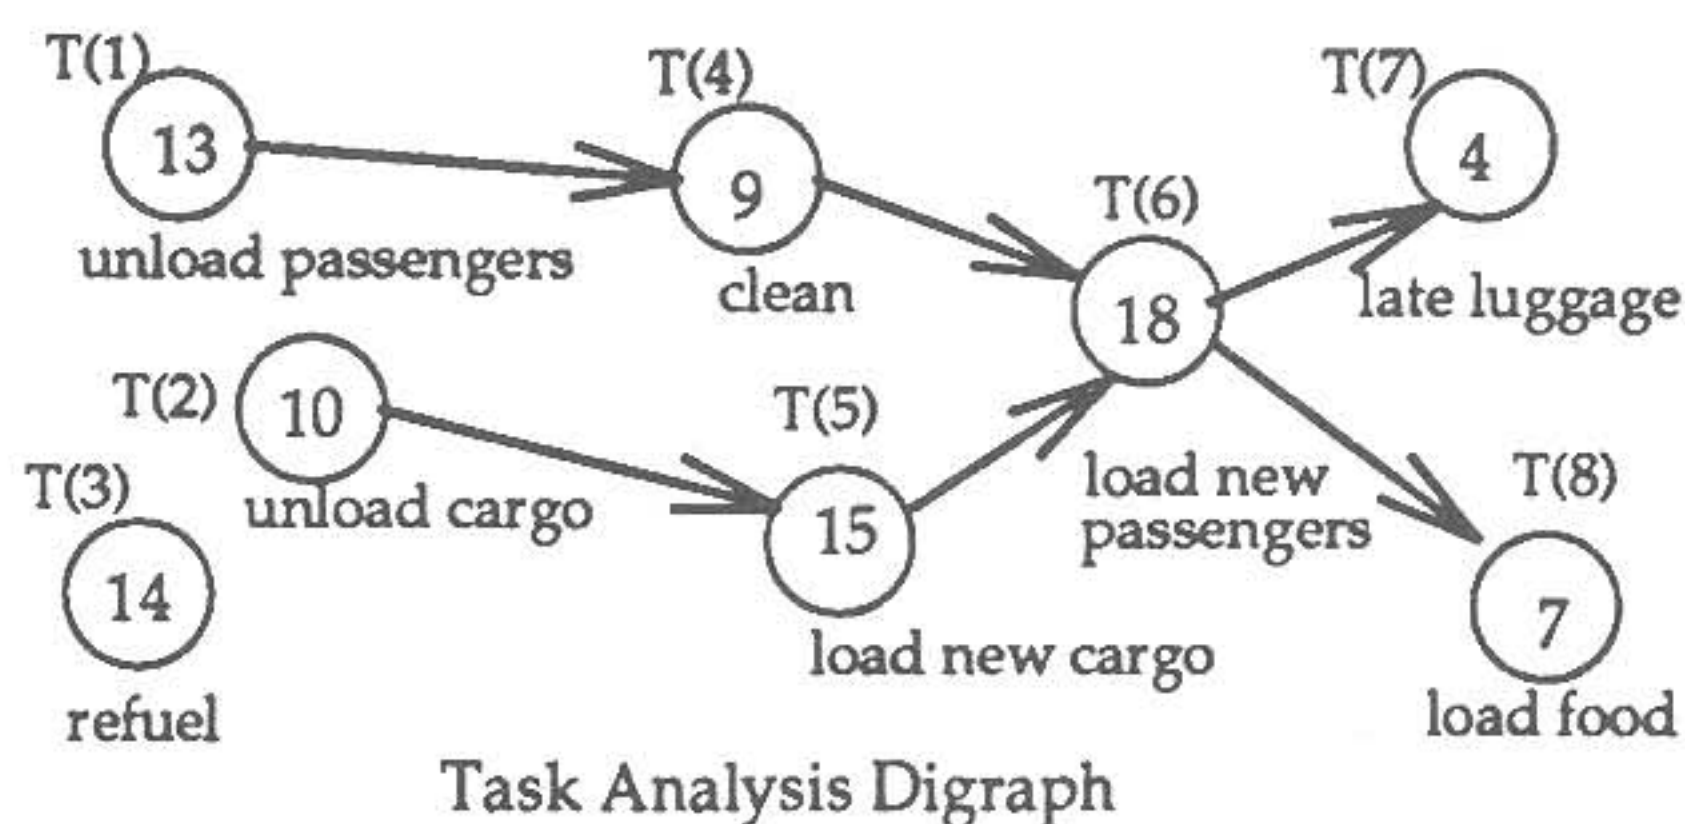 T(1)
13
unload passengers
T(4)
9
clean
T(7)
4
late luggage
T(6)
18
load new
passengers
T(2)
10
unload cargo
T(5)
15
load new cargo
T(3)
14
refuel
T(8)
7
load food
Task Analysis Digraph